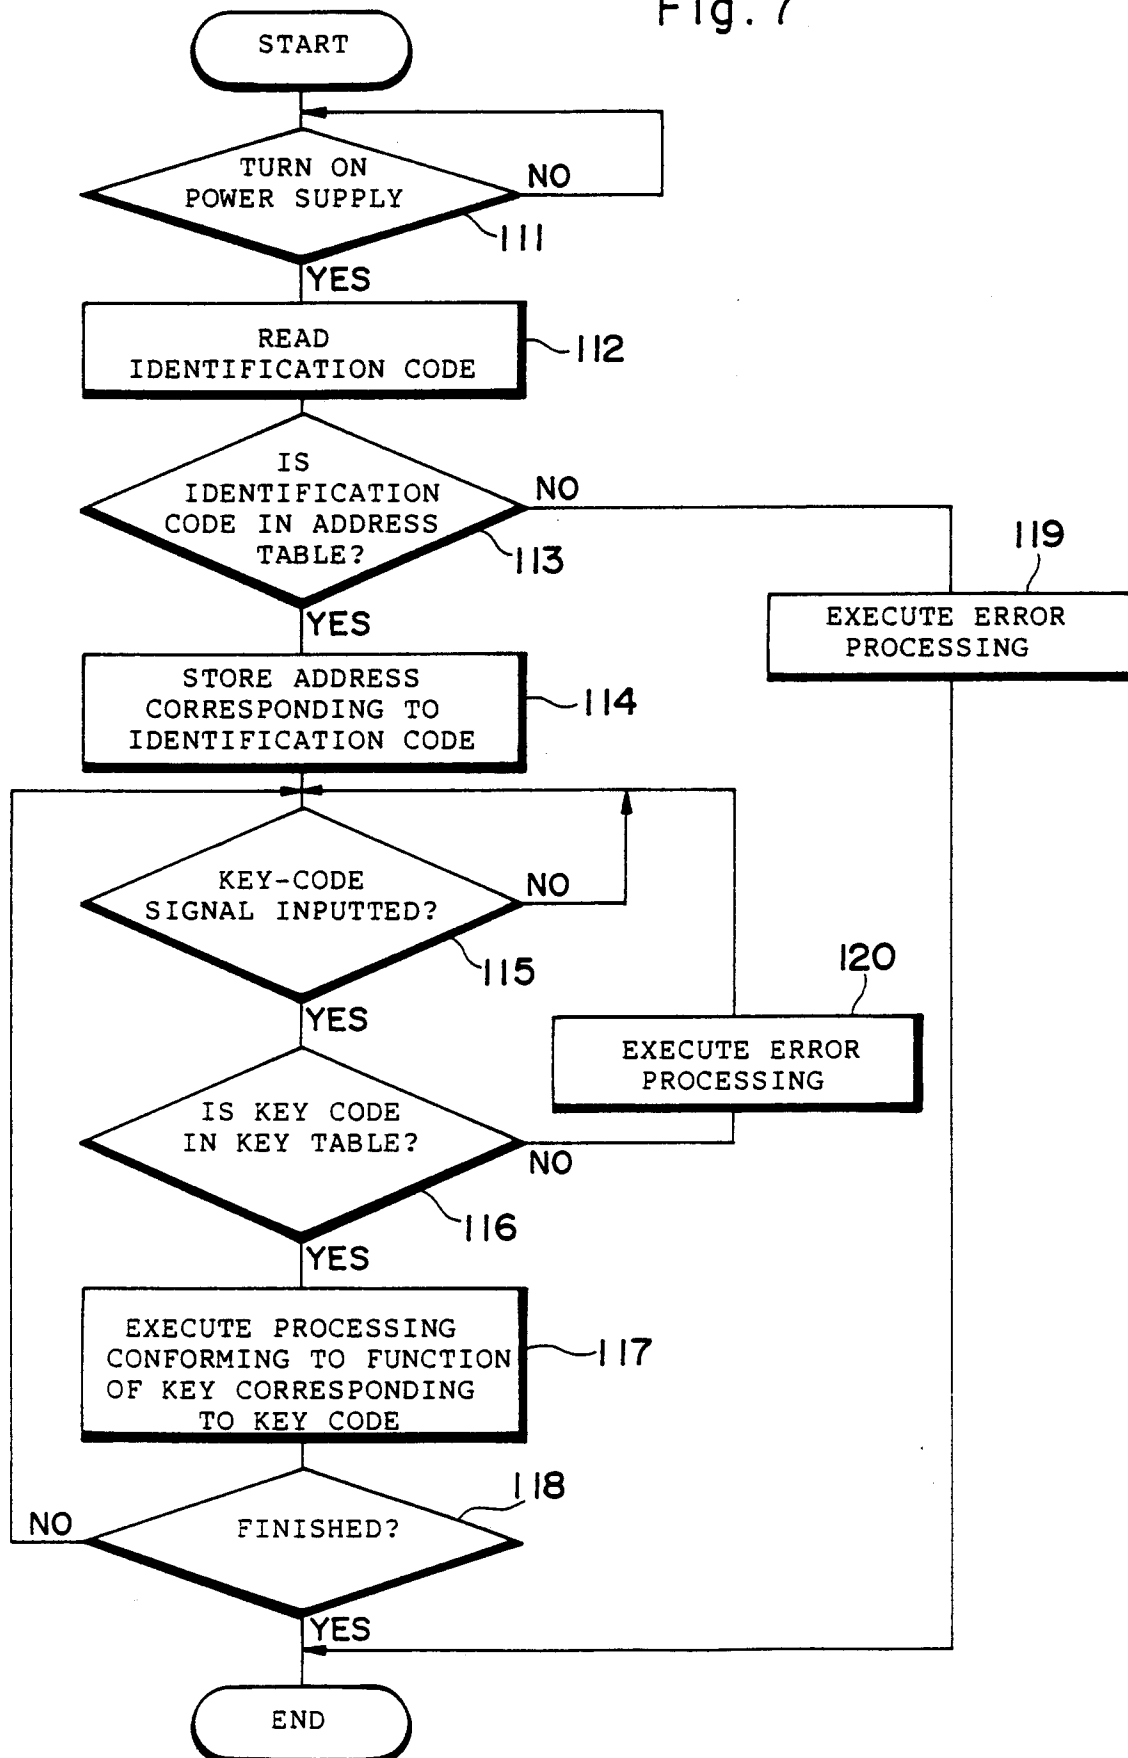 Fig. 7
START
TURN ON
POWER SUPPLY
NO
111
YES
READ
IDENTIFICATION CODE
112
IS
IDENTIFICATION
CODE IN ADDRESS
TABLE?
NO
113
119
YES
EXECUTE ERROR
PROCESSING
STORE ADDRESS
CORRESPONDING TO
IDENTIFICATION CODE
114
KEY-CODE
SIGNAL INPUTTED?
NO
115
120
YES
EXECUTE ERROR
PROCESSING
IS KEY CODE
IN KEY TABLE?
NO
116
YES
EXECUTE PROCESSING
CONFORMING TO FUNCTION
OF KEY CORRESPONDING
TO KEY CODE
117
118
NO
FINISHED?
YES
END